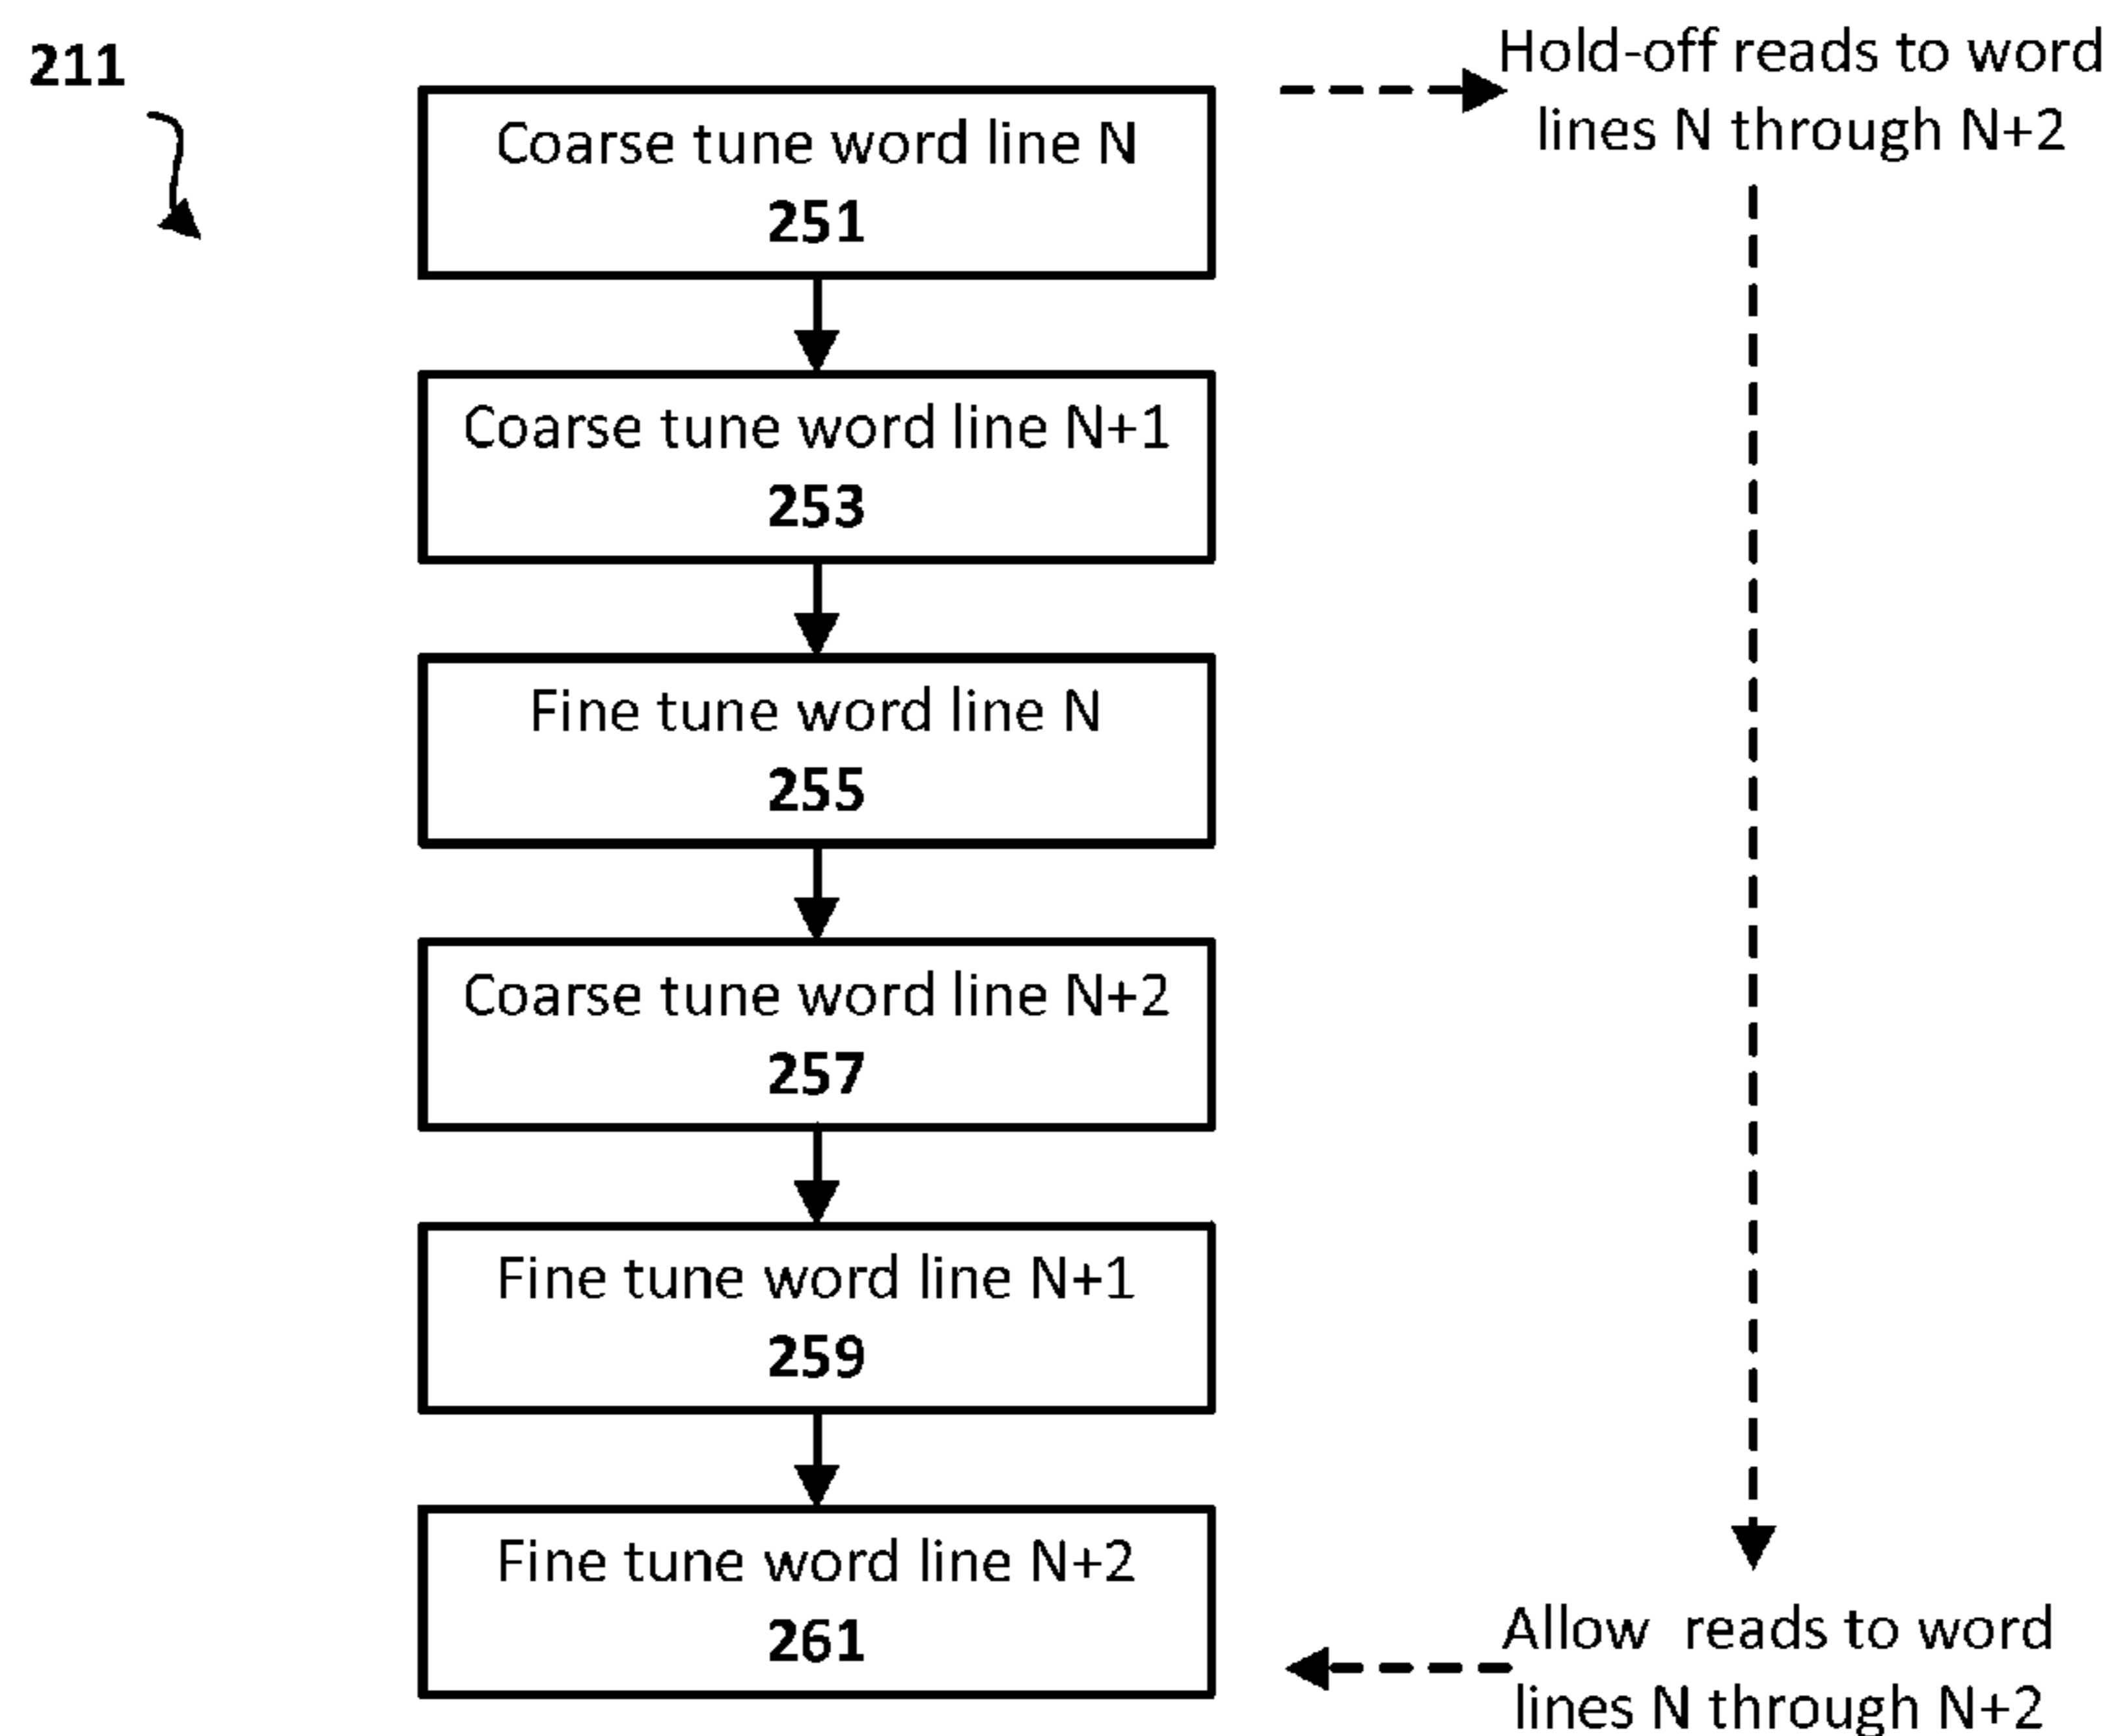 211
Coarse tune word line N
251
Hold-off reads to word
lines N through N+2
Coarse tune word line N+1
253
Fine tune word line N
255
Coarse tune word line N+2
257
Fine tune word line N+1
259
Fine tune word line N+2
261
Allow reads to word
lines N through N+2